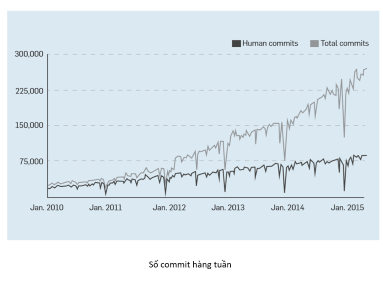 Human commits Total commits
300,000
225,000
150,000
75,000
Jan. 2010 Jan. 2011 Jan. 2012 Jan. 2013 Jan. 2014 Jan. 2015
Số commit hàng tuần